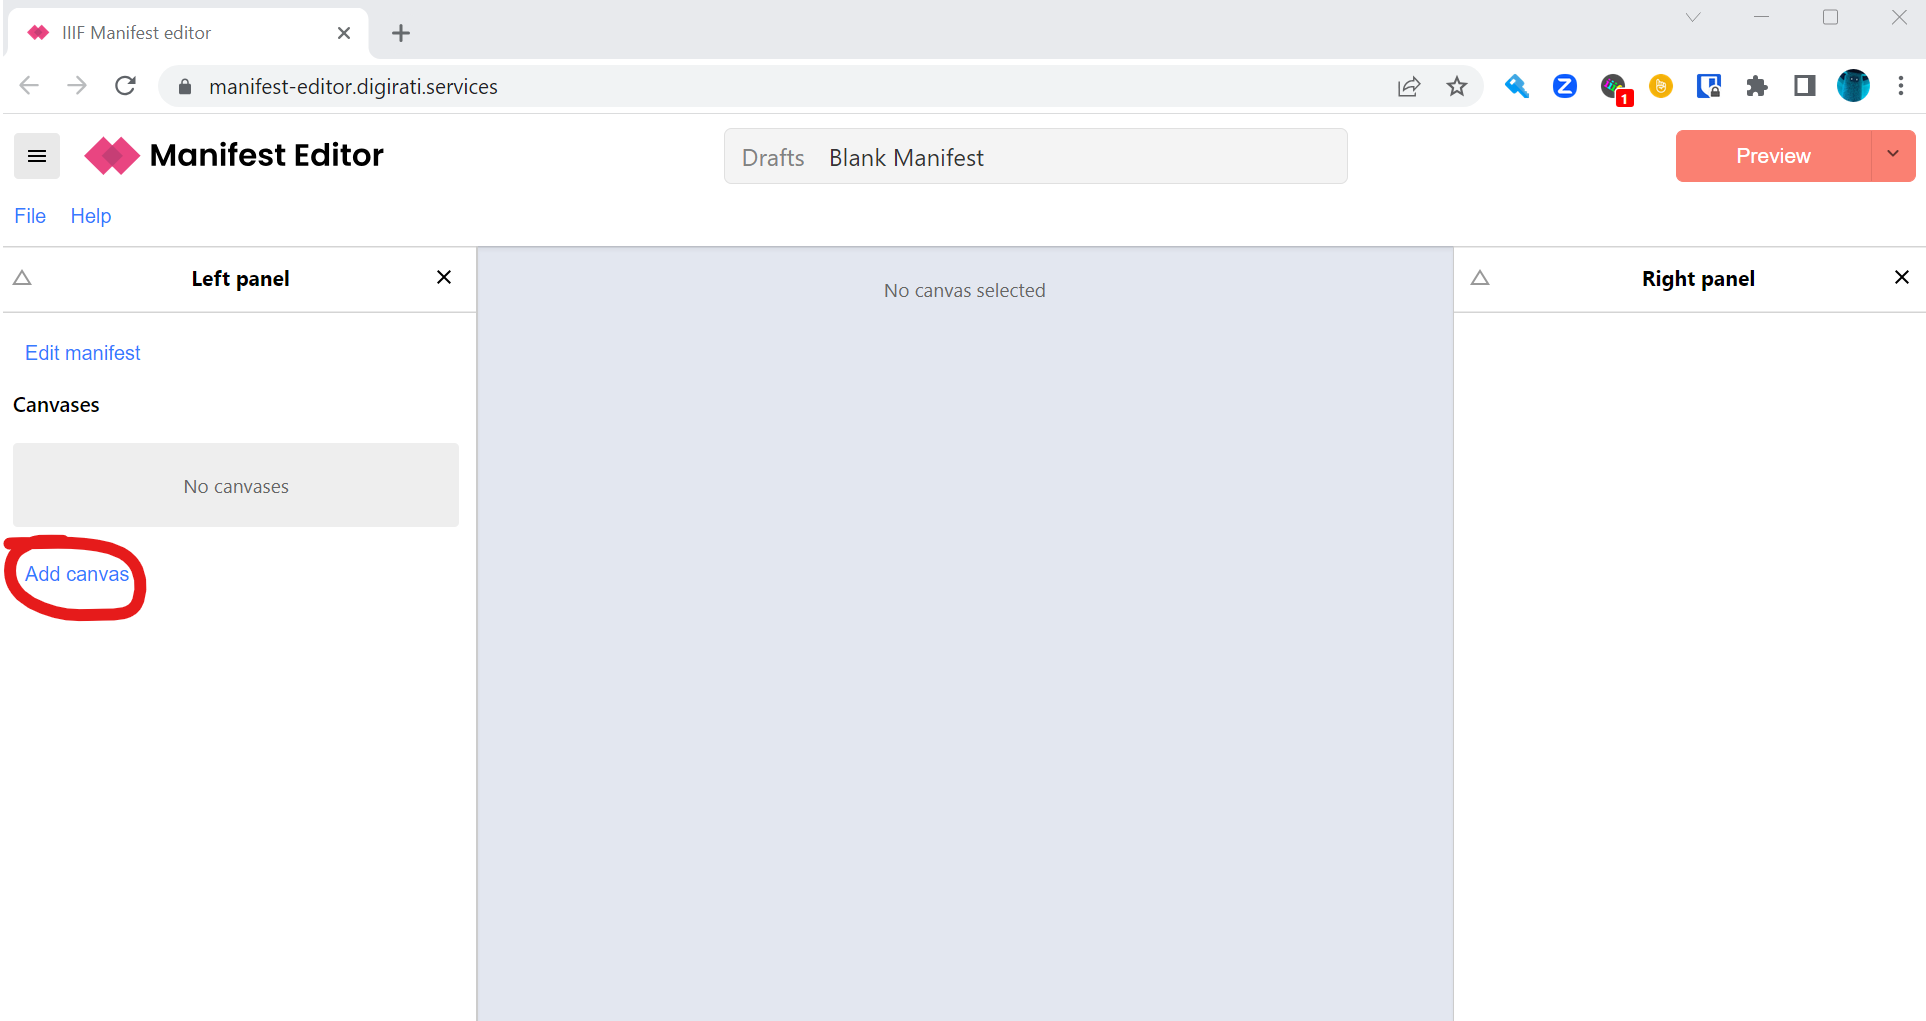 IIIF Manifest editor
manifest-editor.digirati.services
1
Manifest Editor
Drafts Blank Manifest
Preview
File Help
Left panel
No canvas selected
Right panel
Edit manifest
Canvases
No canvases
Add canvas